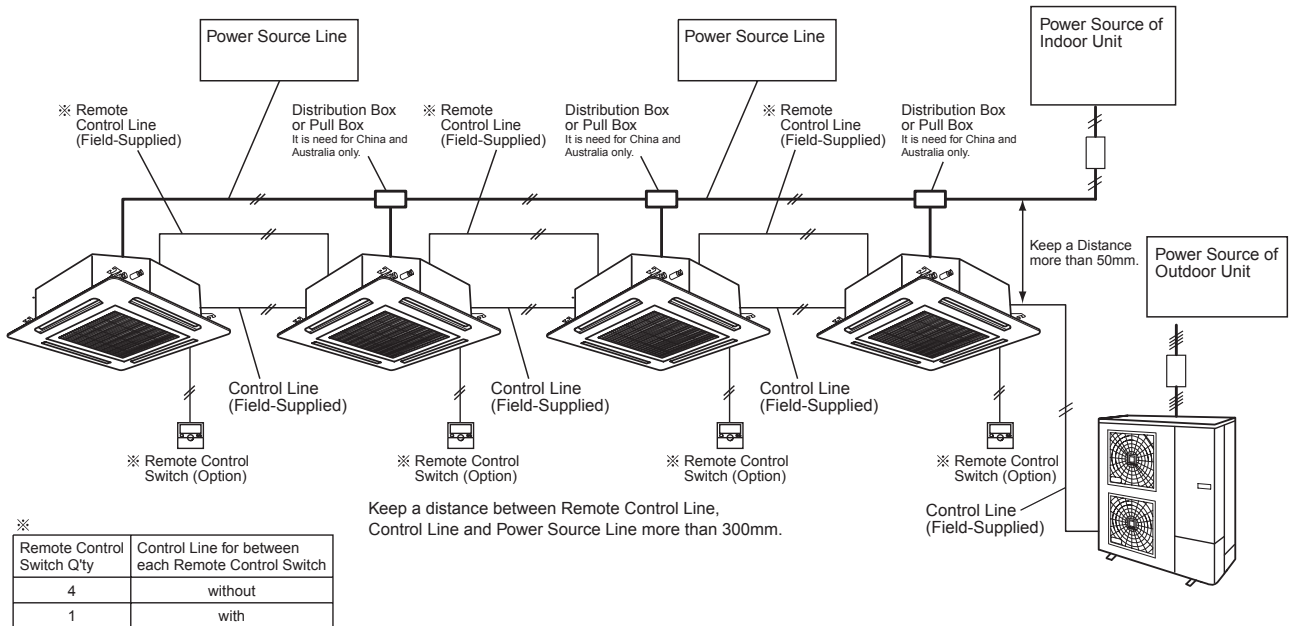 Power Source Line
Power Source Line
Power Source of
Indoor Unit
※ Remote
Control Line
(Field-Supplied)
Distribution Box
or Pull Box
It is need for China and
Australia only.
※ Remote
Control Line
(Field-Supplied)
Distribution Box
or Pull Box
It is need for China and
Australia only.
※ Remote
Control Line
(Field-Supplied)
Distribution Box
or Pull Box
It is need for China and
Australia only.
Keep a Distance
more than 50mm.
Power Source of
Outdoor Unit
Control Line
(Field-Supplied)
Control Line
(Field-Supplied)
Control Line
(Field-Supplied)
※ Remote Control
Switch (Option)
※ Remote Control
Switch (Option)
※ Remote Control
Switch (Option)
※ Remote Control
Switch (Option)
Control Line
(Field-Supplied)
Keep a distance between Remote Control Line,
Control Line and Power Source Line more than 300mm.
※
Remote Control
Switch Q'ty
Control Line for between
each Remote Control Switch
4 without
1 with